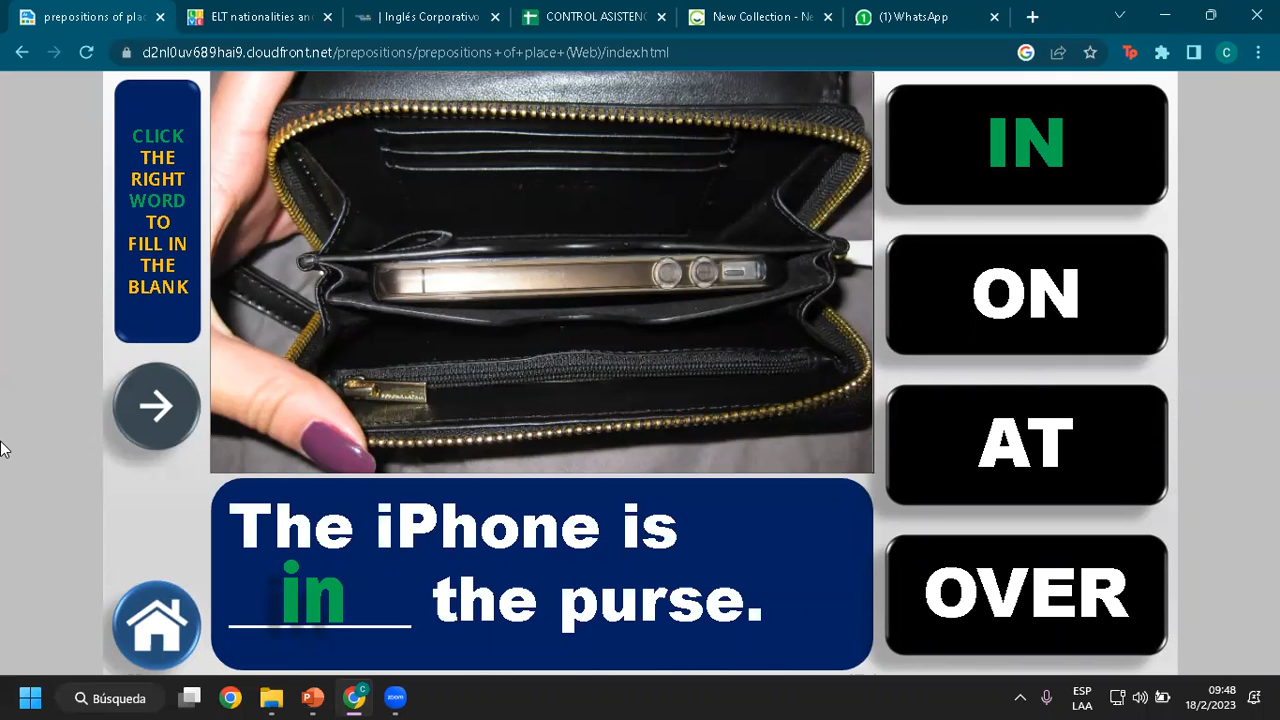 prepositions of plac
ELT nationalities an
| Inglés Corporativo
CONTROL ASISTENC
New Collection - Ne
(1) WhatsApp
d2nl0uv689hai9.cloudfront.net/prepositions/prepositions+of+place+(Web)/index.html
CLICK
THE
RIGHT
WORD
TO
FILL IN
THE
BLANK
The iPhone is
in the purse.
IN
ON
AT
OVER
Búsqueda
ESP
LAA
09:48
18/2/2023